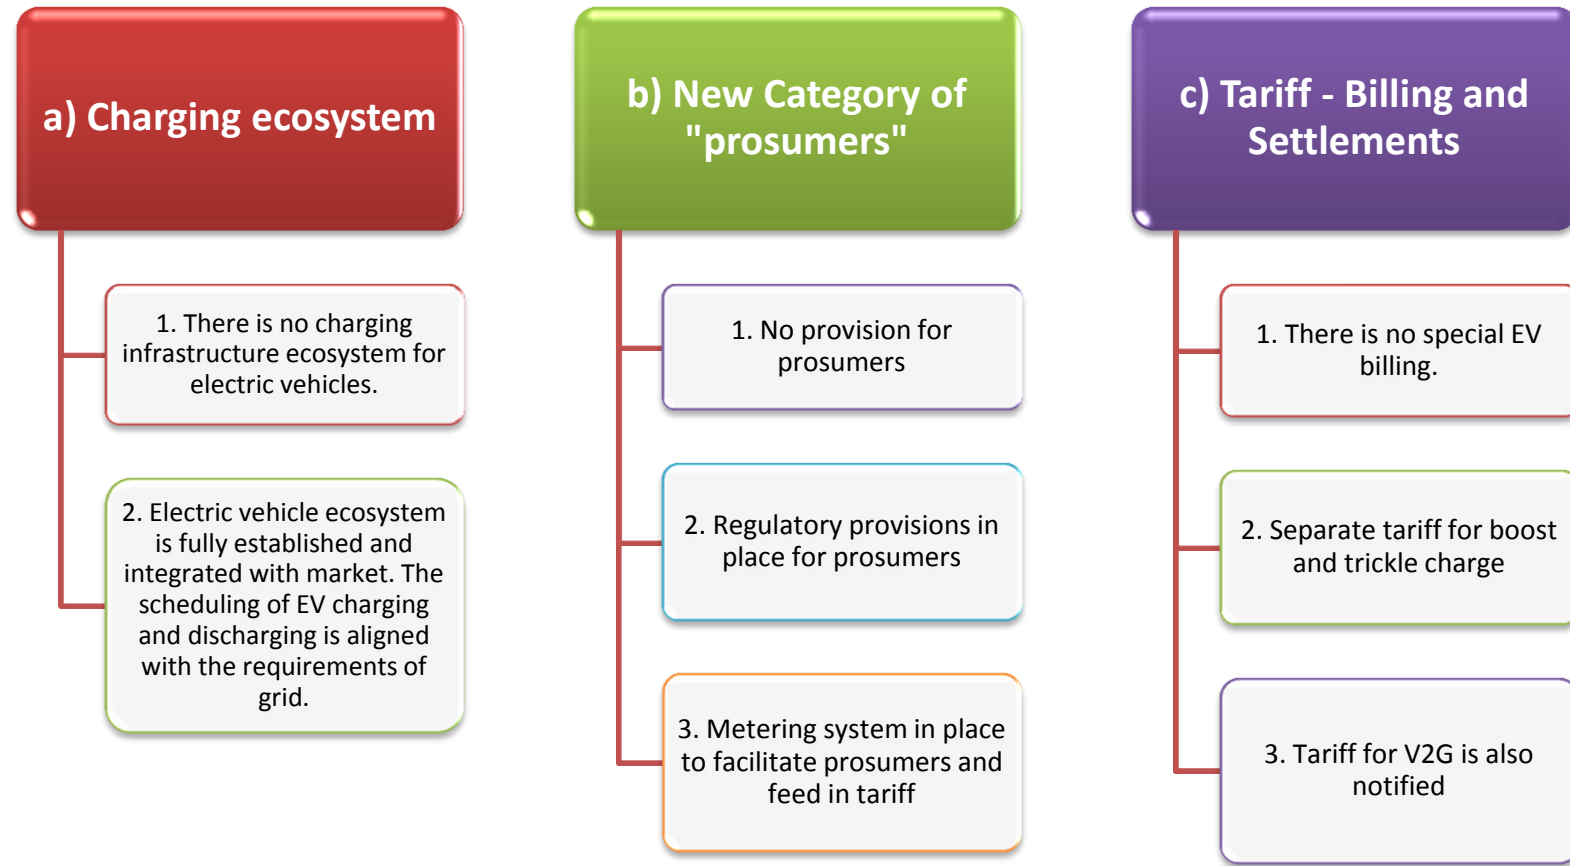 a) Charging ecosystem
1. There is no charging
infrastructure ecosystem for
electric vehicles.
2. Electric vehicle ecosystem
is fully established and
integrated with market. The
scheduling of EV charging
and discharging is aligned
with the requirements of
grid.
b) New Category of
"prosumers"
1. No provision for
prosumers
2. Regulatory provisions in
place for prosumers
3. Metering system in place
to facilitate prosumers and
feed in tariff
c) Tariff - Billing and
Settlements
1. There is no special EV
billing.
2. Separate tariff for boost
and trickle charge
3. Tariff for V2G is also
notified